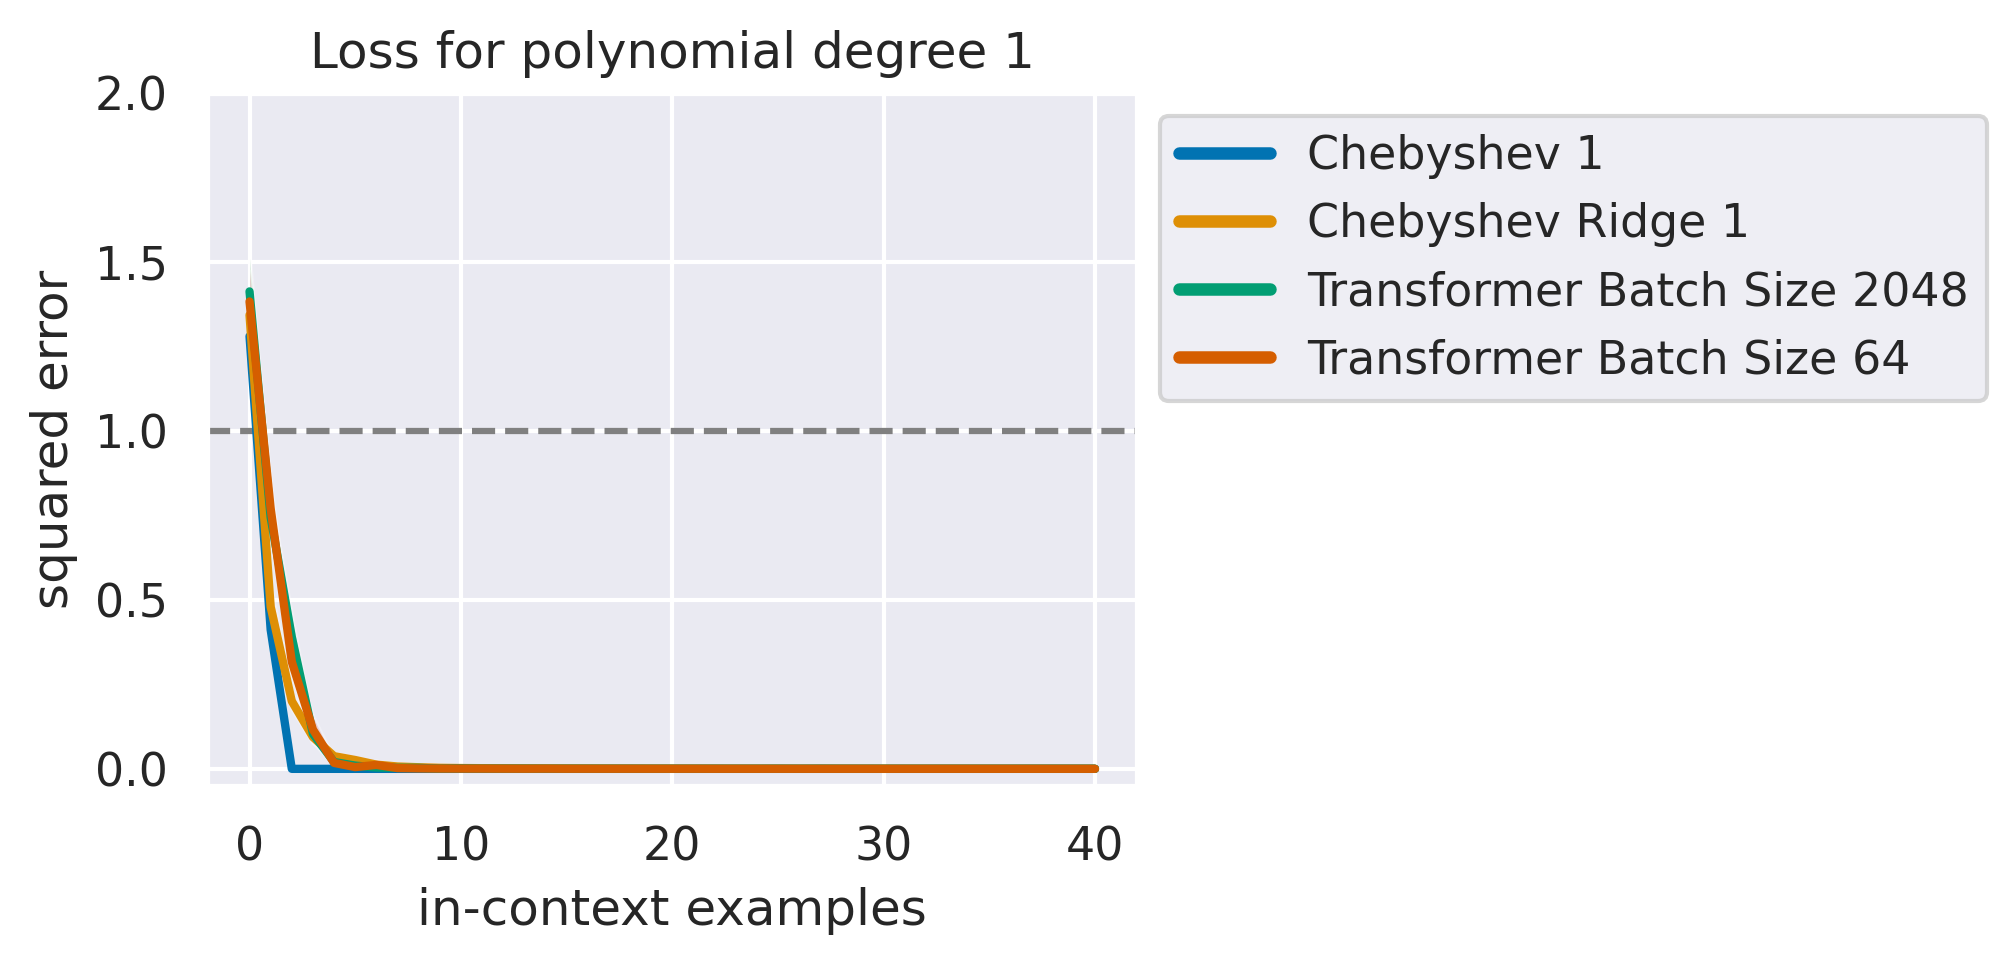 Loss for polynomial degree 1
2.0
1.5
1.0
0.5
0.0
squared error
0 10 20 30 40
in-context examples
Chebyshev 1
Chebyshev Ridge 1
Transformer Batch Size 2048
Transformer Batch Size 64